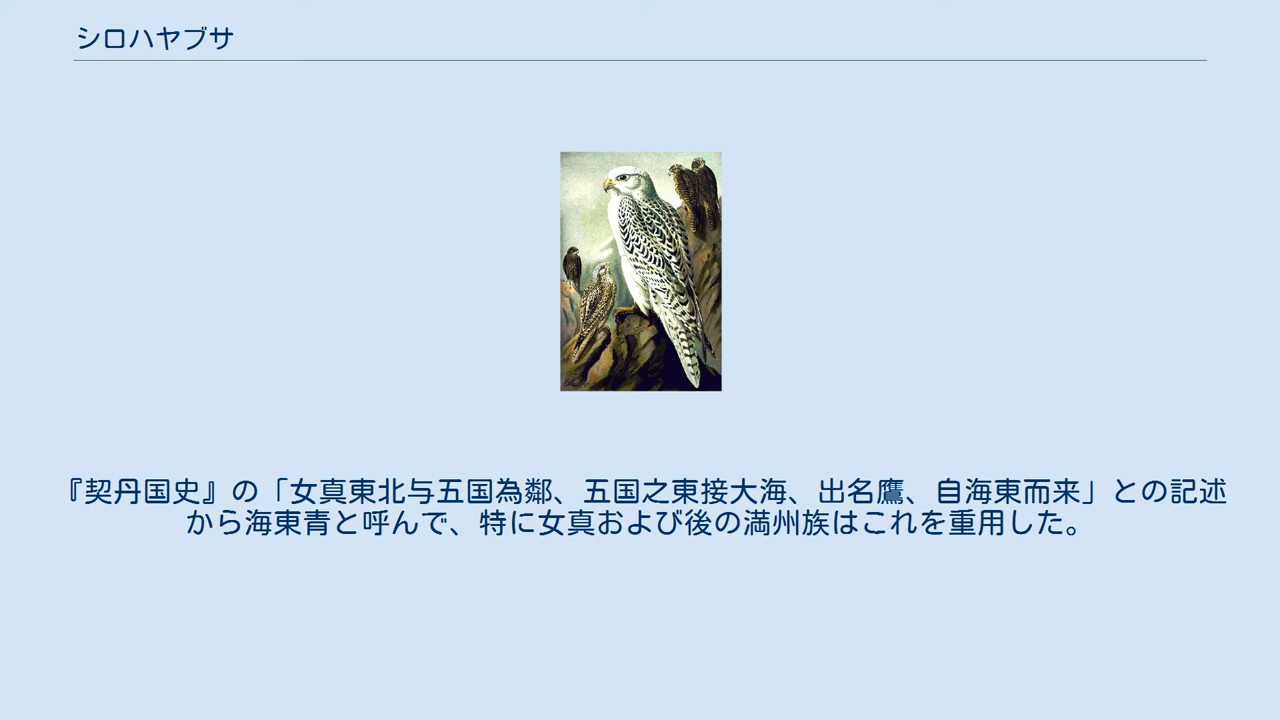 シロハヤブサ
『契丹国史』の「女真東北与五国為鄰、五国之東接大海、出名鷹、自海東而来」との記述
から海東青と呼んで、特に女真および後の満州族はこれを重用した。